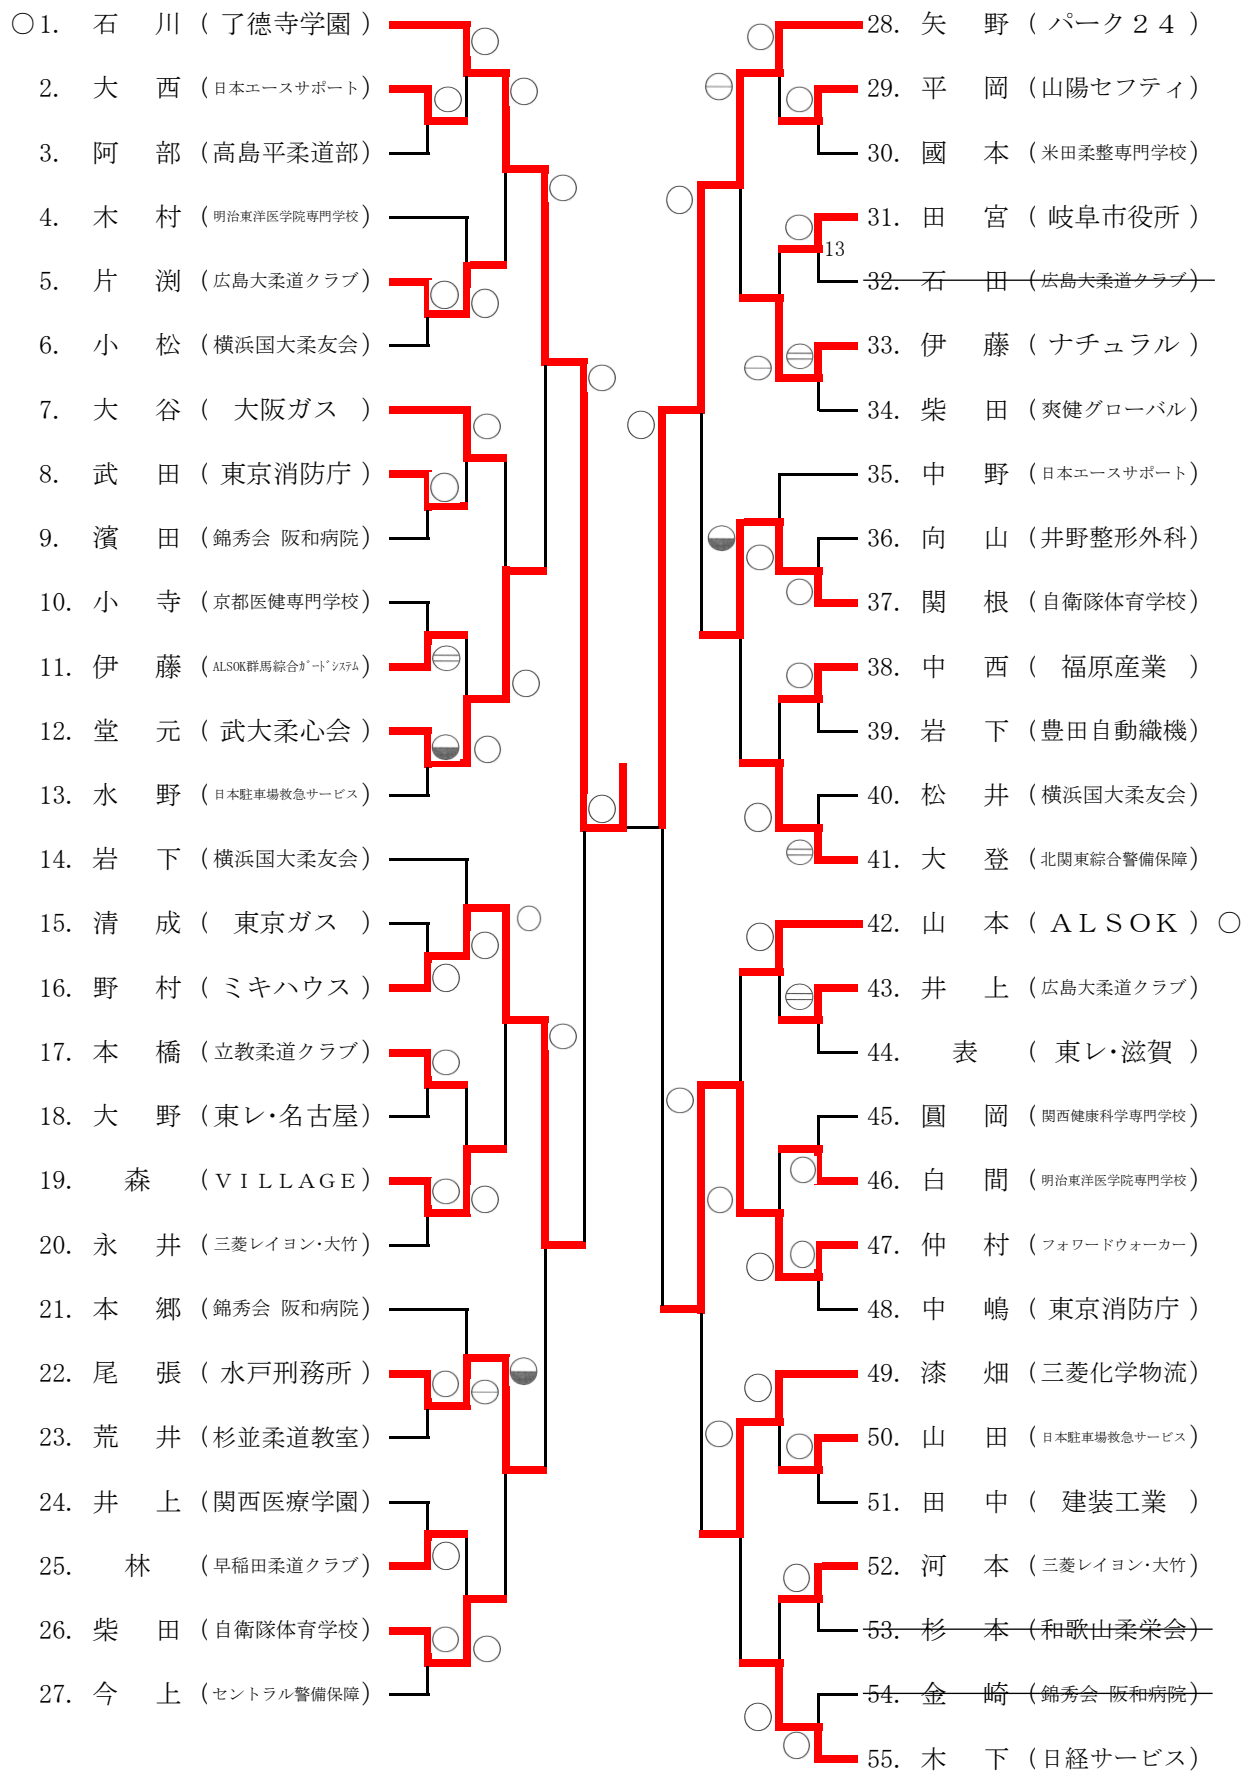 ○1. 石 川 (了德寺学園)
2. 大 西 (日本エースサポート)
3. 阿 部 (高島平柔道部)
4. 木 村 (明治東洋医学院専門学校)
5. 片 渕 (広島大柔道クラブ)
6. 小 松 (横浜国大柔友会)
7. 大 谷 (大阪ガス)
8. 武 田 (東京消防庁)
9. 濱 田 (錦秀会 阪和病院)
10. 小 寺 (京都医健専門学校)
11. 伊 藤 (ALSOK群馬綜合ガードシステム)
12. 堂 元 (武大柔心会)
13. 水 野 (日本駐車場救急サービス)
14. 岩 下 (横浜国大柔友会)
15. 清 成 (東京ガス)
16. 野 村 (ミキハウス)
17. 本 橋 (立教柔道クラブ)
18. 大 野 (東レ・名古屋)
19. 森 (VILLAGE)
20. 永 井 (三菱レイヨン・大竹)
21. 本 郷 (錦秀会 阪和病院)
22. 尾 張 (水戸刑務所)
23. 荒 井 (杉並柔道教室)
24. 井 上 (関西医療学園)
25. 林 (早稲田柔道クラブ)
26. 柴 田 (自衛隊体育学校)
27. 今 上 (セントラル警備保障)
28. 矢 野 (パーク24)
29. 平 岡 (山陽セフティ)
30. 國 本 (米田柔整専門学校)
31. 田 宮 (岐阜市役所)
13
32. 石 田 (広島大柔道クラブ)
33. 伊 藤 (ナチュラル)
34. 柴 田 (爽健グローバル)
35. 中 野 (日本エースサポート)
36. 向 山 (井野整形外科)
37. 関 根 (自衛隊体育学校)
38. 中 西 (福原産業)
39. 岩 下 (豊田自動織機)
40. 松 井 (横浜国大柔友会)
41. 大 登 (北関東綜合警備保障)
42. 山 本 (ALSOK) ○
43. 井 上 (広島大柔道クラブ)
44. 表 (東レ・滋賀)
45. 圓 岡 (関西健康科学専門学校)
46. 白 間 (明治東洋医学院専門学校)
47. 仲 村 (フォワードウォーカー)
48. 中 嶋 (東京消防庁)
49. 漆 畑 (三菱化学物流)
50. 山 田 (日本駐車場救急サービス)
51. 田 中 (建装工業)
52. 河 本 (三菱レイヨン・大竹)
53. 杉 本 (和歌山柔栄会)
54. 金 崎 (錦秀会 阪和病院)
55. 木 下 (日経サービス)